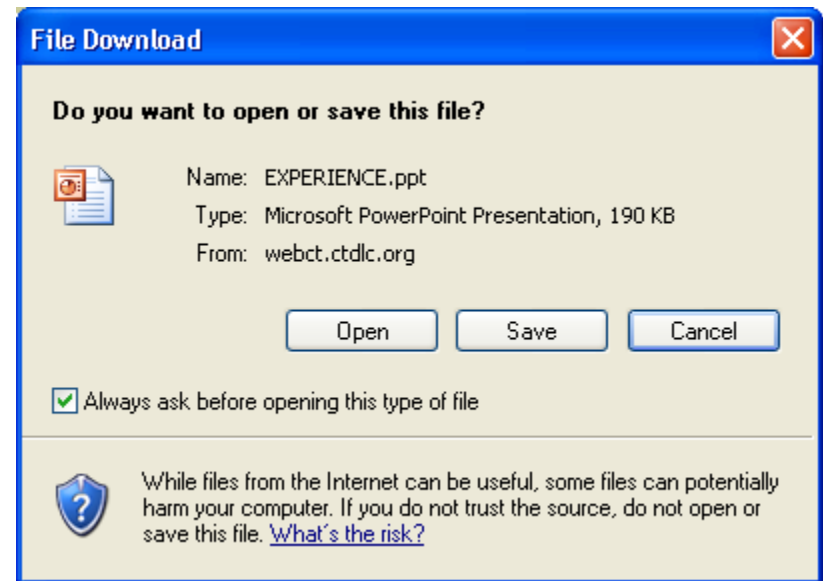 File Download
Do you want to open or save this file?
Name: EXPERIENCE.ppt
Type: Microsoft PowerPoint Presentation, 190 KB
From: webct.ctdlc.org
Open Save Cancel
Always ask before opening this type of file
While files from the Internet can be useful, some files can potentially
harm your computer. If you do not trust the source, do not open or
save this file. What's the risk?